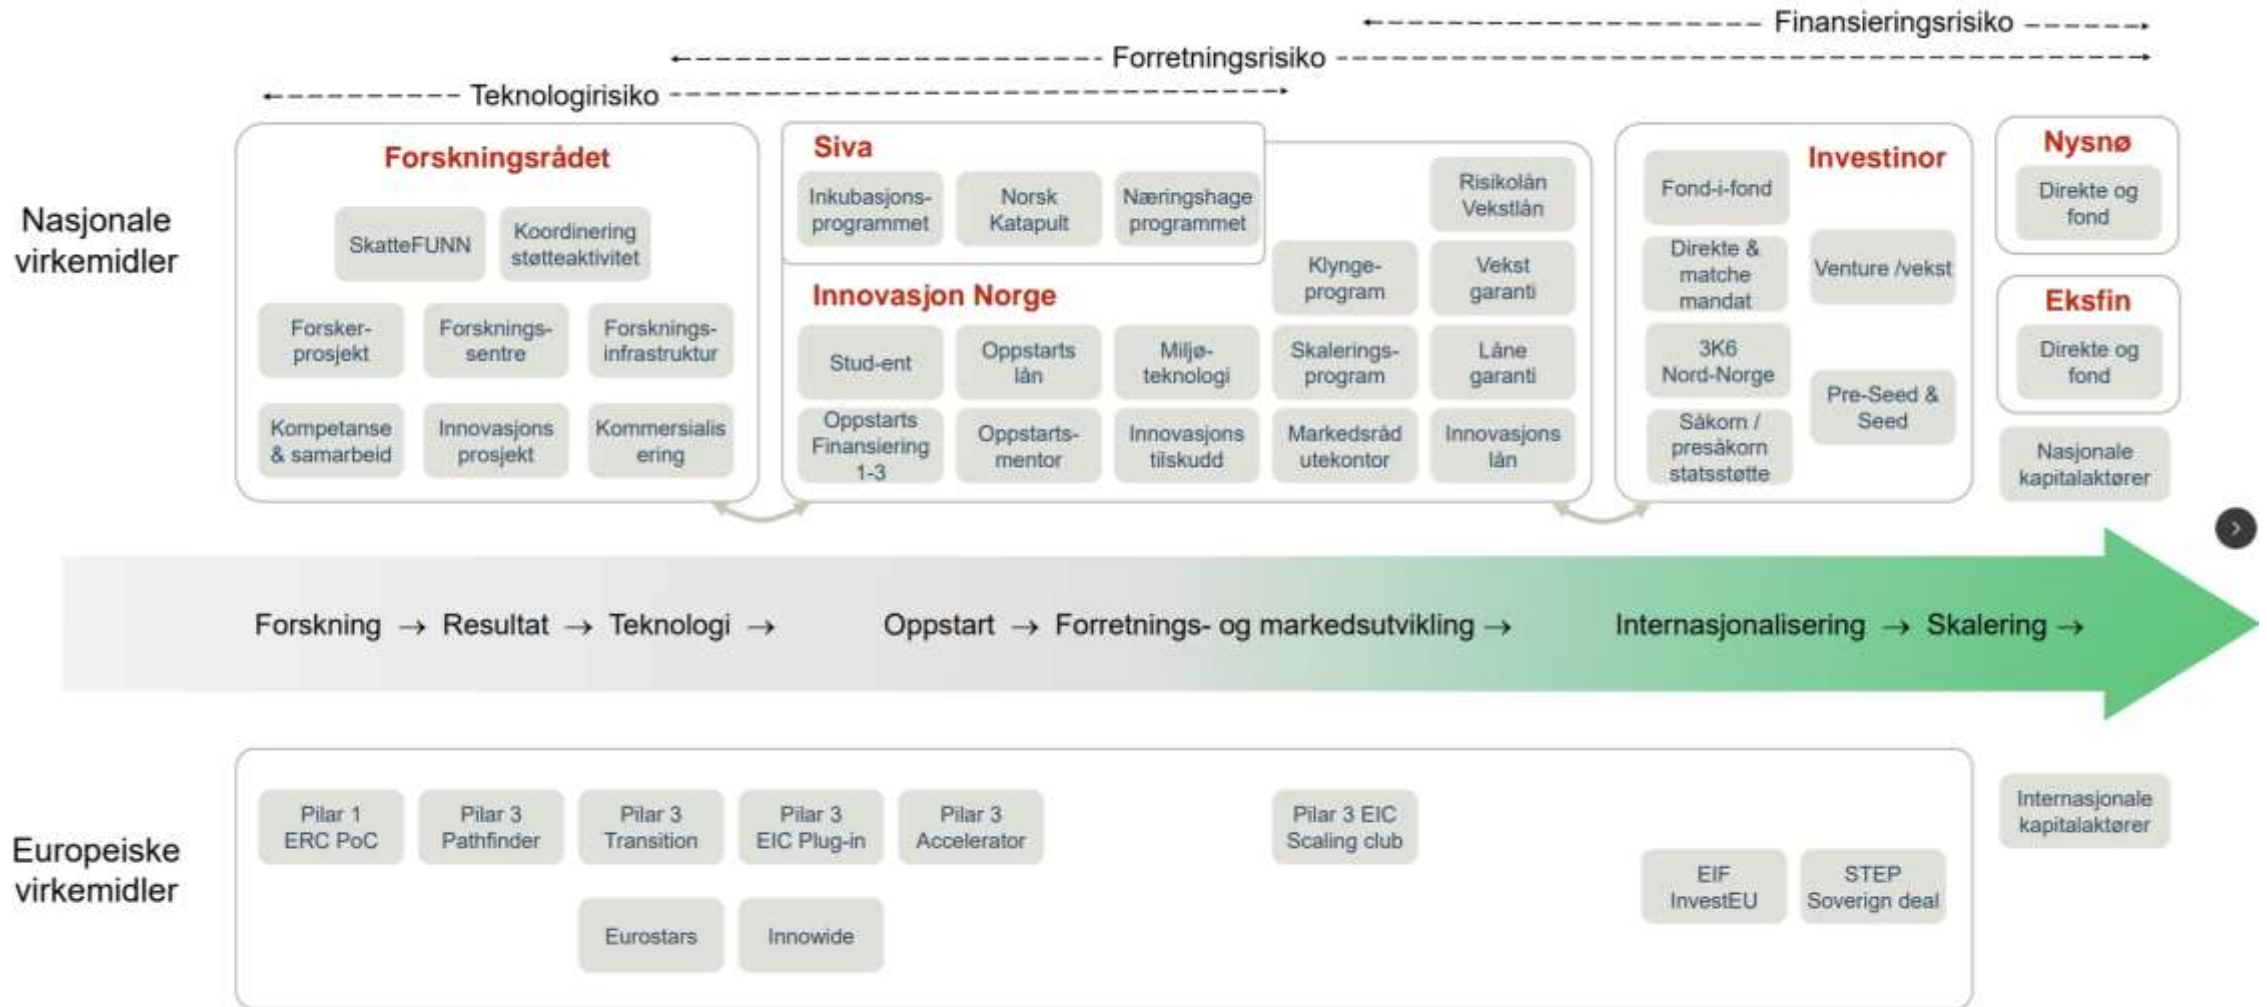 Finansieringsrisiko
Forretningsrisiko
Teknologirisiko
Nasjonale
virkemidler
Forskningsrådet
SkatteFUNN
Koordinering
støtteaktivitet
Forsker-
prosjekt
Forsknings-
sentre
Forsknings-
infrastruktur
Kompetanse
& samarbeid
Innovasjons
prosjekt
Kommersialis
ering
Siva
Inkubasjons-
programmet
Norsk
Katapult
Næringshage
programmet
Innovasjon Norge
Risikolån
Vekstlån
Klynge-
program
Vekst
garanti
Stud-ent
Oppstarts
lån
Miljø-
teknologi
Skalerings-
program
Låne
garanti
Oppstarts
Finansiering
1-3
Oppstarts-
mentor
Innovasjons
tilskudd
Markedsråd
utekontor
Innovasjons
lån
Investinor
Fond-i-fond
Direkte &
matche
mandat
Venture /vekst
3K6
Nord-Norge
Pre-Seed &
Seed
Såkorn /
presåkorn
statsstøtte
Nysnø
Direkte og
fond
Eksfin
Direkte og
fond
Nasjonale
kapitalaktører
Forskning → Resultat → Teknologi → Oppstart → Forretnings- og markedsutvikling → Internasjonalisering → Skalering →
Europeiske
virkemidler
Pilar 1
ERC PoC
Pilar 3
Pathfinder
Pilar 3
Transition
Pilar 3
EIC Plug-in
Pilar 3
Accelerator
Pilar 3 EIC
Scaling club
Eurostars
Innowide
EIF
InvestEU
STEP
Soverign deal
Internasjonale
kapitalaktører